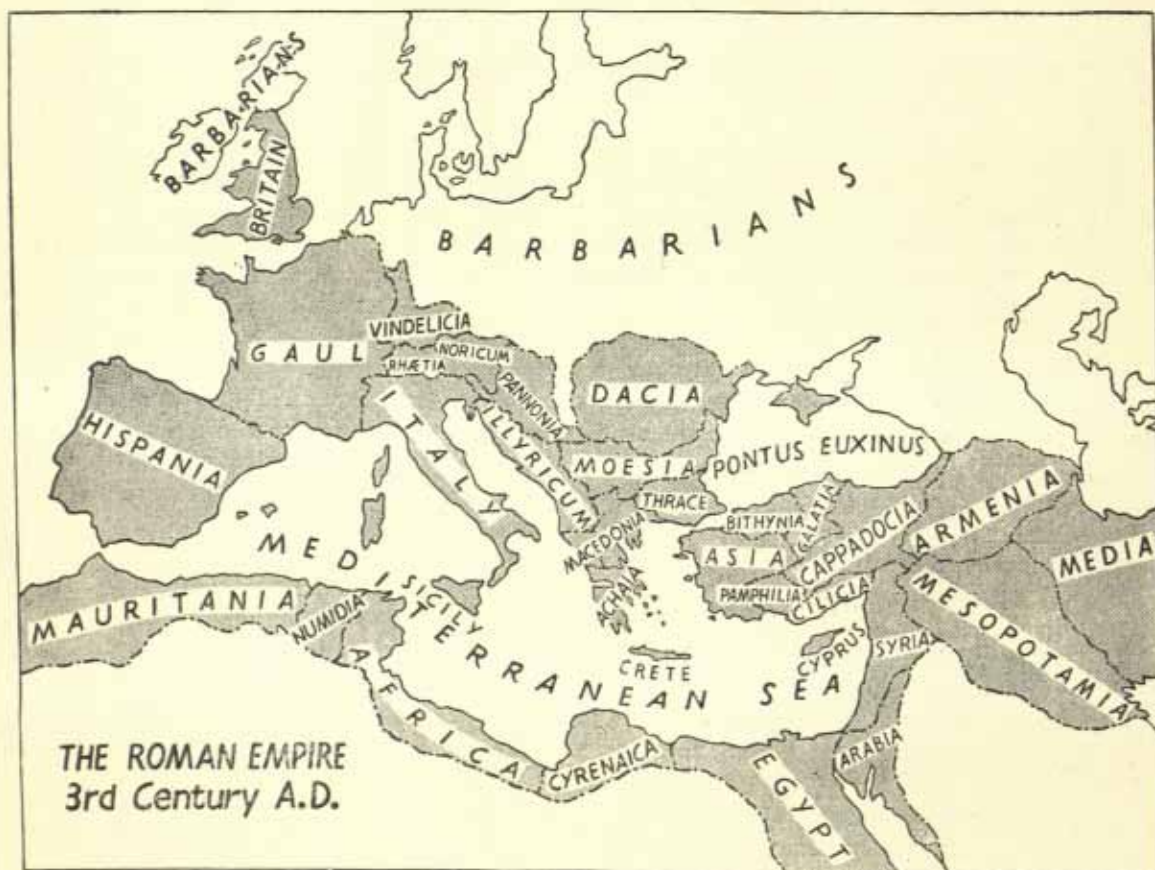 BARBARIANS
BRITAIN
BARBARIANS
VINDELICIA
GAUL
NORICUM
RHÆTIA
PANNONIA
DACIA
ITALY
ILLYRICUM
HISPANIA
MOESIA
PONTUS EUXINUS
THRACE
BITHYNIA
GALATIA
MACEDONIA
ASIA
CAPPADOCIA
ARMENIA
MEDIA
MEDITERRANEAN SEA
SICILY
ACHAIA
PAMPHILIA
CILICIA
MESOPOTAMIA
MAURITANIA
NUMIDIA
CRETE
CYPRUS
SYRIA
AFRICA
CYRENAICA
EGYPT
ARABIA
THE ROMAN EMPIRE
3rd Century A.D.